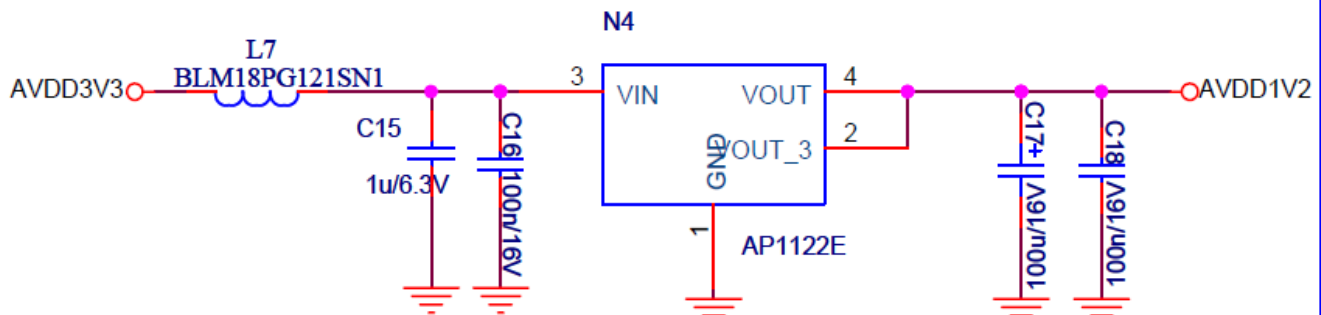 N4
L7
BLM18PG121SN1
AVDD3V3
3
VIN
VOUT
4
AVDD1V2
C15
1u/6.3V
C16
100n/16V
GND
VOUT_3
2
C17+
100u/16V
C18
100n/16V
1
AP1122E